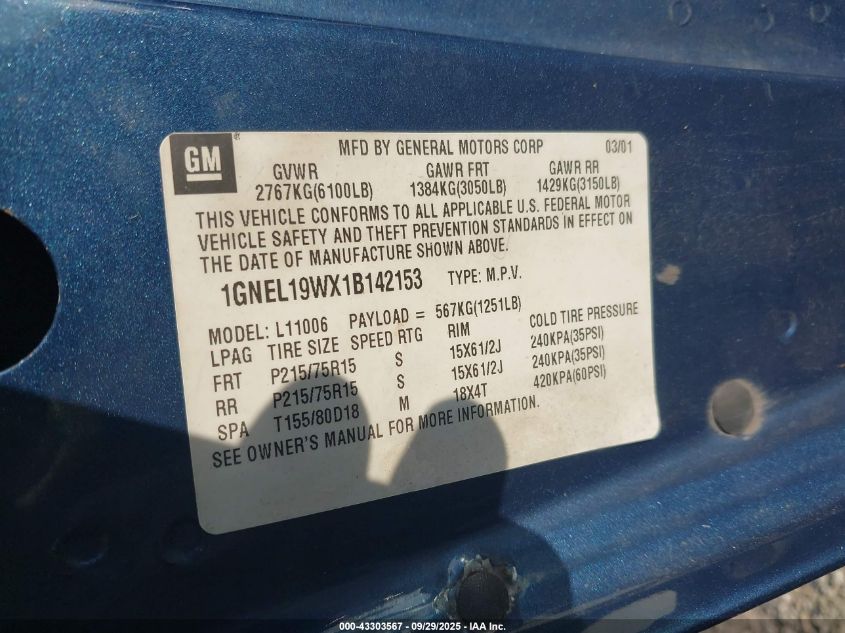 GM
MFD BY GENERAL MOTORS CORP 03/01
GVWR GAWR FRT GAWR RR
2767KG(6100LB) 1384KG(3050LB) 1429KG(3150LB)
THIS VEHICLE CONFORMS TO ALL APPLICABLE U.S. FEDERAL MOTOR
VEHICLE SAFETY AND THEFT PREVENTION STANDARDS IN EFFECT ON
THE DATE OF MANUFACTURE SHOWN ABOVE.
1GNEL19WX1B142153 TYPE: M.P.V.
MODEL: L11006 PAYLOAD = 567KG(1251LB)
LPAG TIRE SIZE SPEED RTG RIM COLD TIRE PRESSURE
FRT P215/75R15 S 15X61/2J 240KPA(35PSI)
RR P215/75R15 S 15X61/2J 240KPA(35PSI)
SPA T155/80D18 M 18X4T 420KPA(60PSI)
SEE OWNER'S MANUAL FOR MORE INFORMATION.
000-43303567 - 09/29/2025 - IAA Inc.